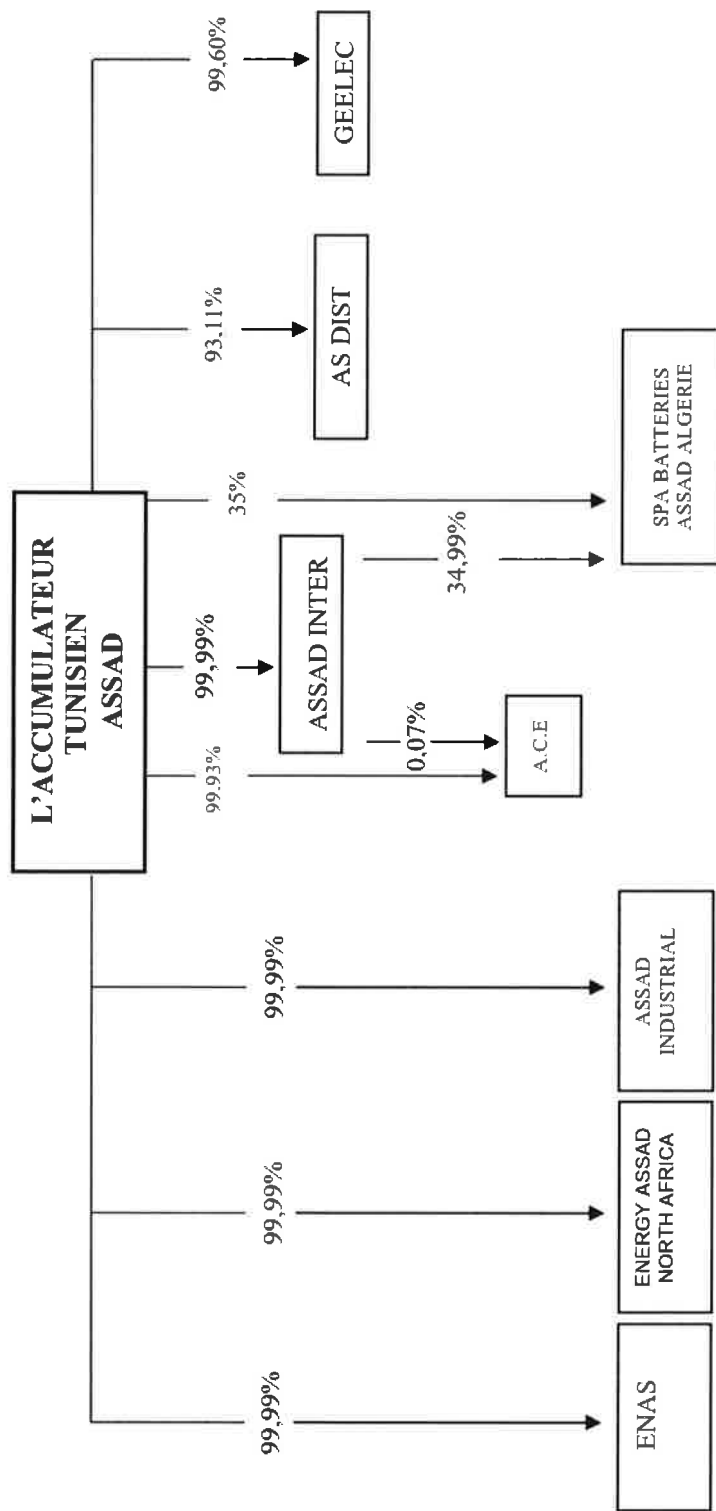 L'ACCUMULATEUR
TUNISIEN
ASSAD
99,99%
99,99%
99,99%
99.93%
99,99%
35%
93,11%
99,60%
ASSAD INTER
AS DIST
GEELEC
0,07%
34,99%
A.C.E
ENAS
ENERGY ASSAD
NORTH AFRICA
ASSAD
INDUSTRIAL
SPA BATTERIES
ASSAD ALGERIE